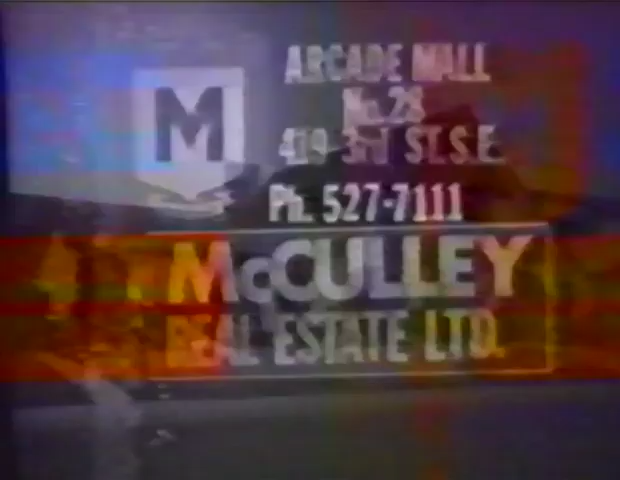 M
ARCADE MALL
No. 28
419-3rd ST. S.E.
Ph. 527-7111
McCULLEY
REAL ESTATE LTD.